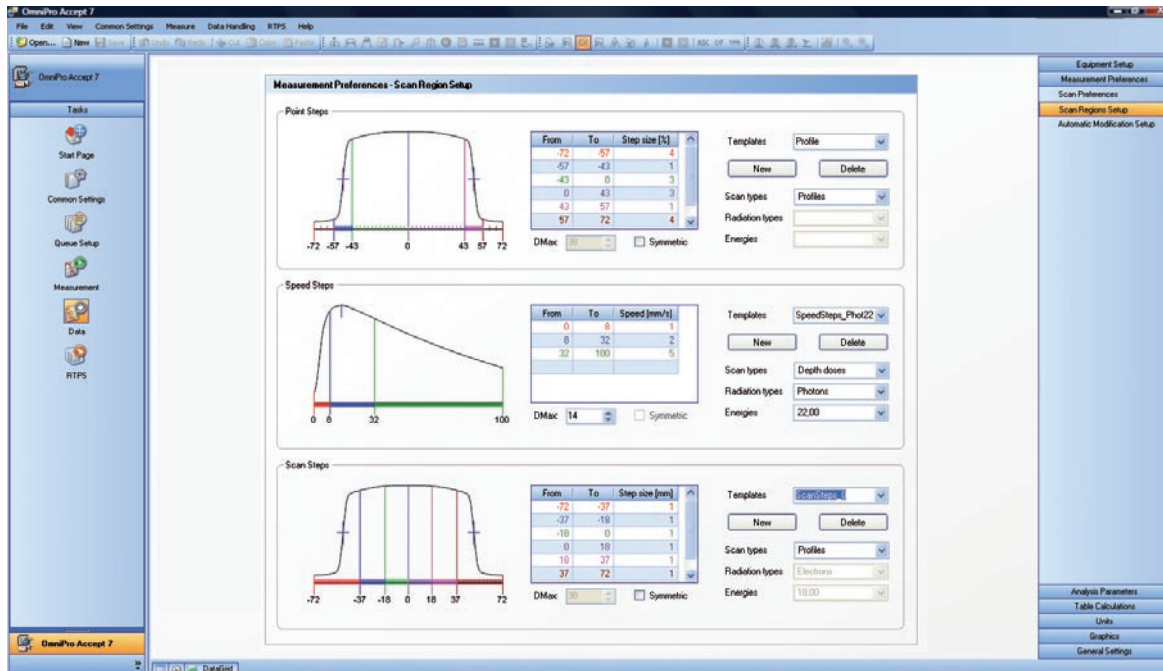 OmniPro Accept 7
File Edit View Common Settings Measure Data Handling RTPS Help
Open... New Save Undo Redo Cut Copy Paste
OmniPro Accept 7
Tasks
Start Page
Common Settings
Queue Setup
Measurement
Data
RTPS
OmniPro Accept 7
Measurement Preferences - Scan Region Setup
Point Steps
-72 -57 -43 0 43 57 72
From To Step size [%]
-72 -57 4
-57 -43 1
-43 0 3
0 43 3
43 57 1
57 72 4
DMax: 38 Symmetric
Templates Profile
New Delete
Scan types Profiles
Radiation types
Energies
Speed Steps
0 8 32 100
From To Speed [mm/s]
0 8 1
8 32 2
32 100 5
DMax: 14 Symmetric
Templates SpeedSteps_Phot22
New Delete
Scan types Depth doses
Radiation types Photons
Energies 22,00
Scan Steps
-72 -37 -18 0 18 37 72
From To Step size [mm]
-72 -37 1
-37 -18 1
-18 0 1
0 18 1
18 37 1
37 72 1
DMax: 38 Symmetric
Templates
New Delete
Scan types Profiles
Radiation types Electrons
Energies 18.00
Equipment Setup
Measurement Preferences
Scan Preferences
Scan Regions Setup
Automatic Modification Setup
Analysis Parameters
Table Calculations
Units
Graphics
General Settings
DataGrid